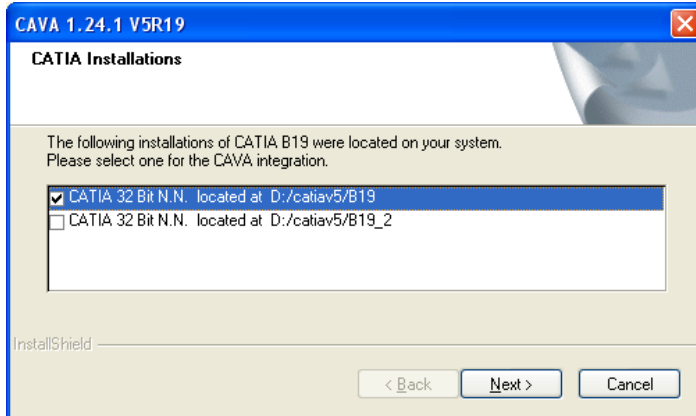 CAVA 1.24.1 V5R19
CATIA Installations
The following installations of CATIA B19 were located on your system.
Please select one for the CAVA integration.
CATIA 32 Bit N.N.  located at  D:/catiav5/B19
CATIA 32 Bit N.N.  located at  D:/catiav5/B19_2
InstallShield
< Back
Next >
Cancel